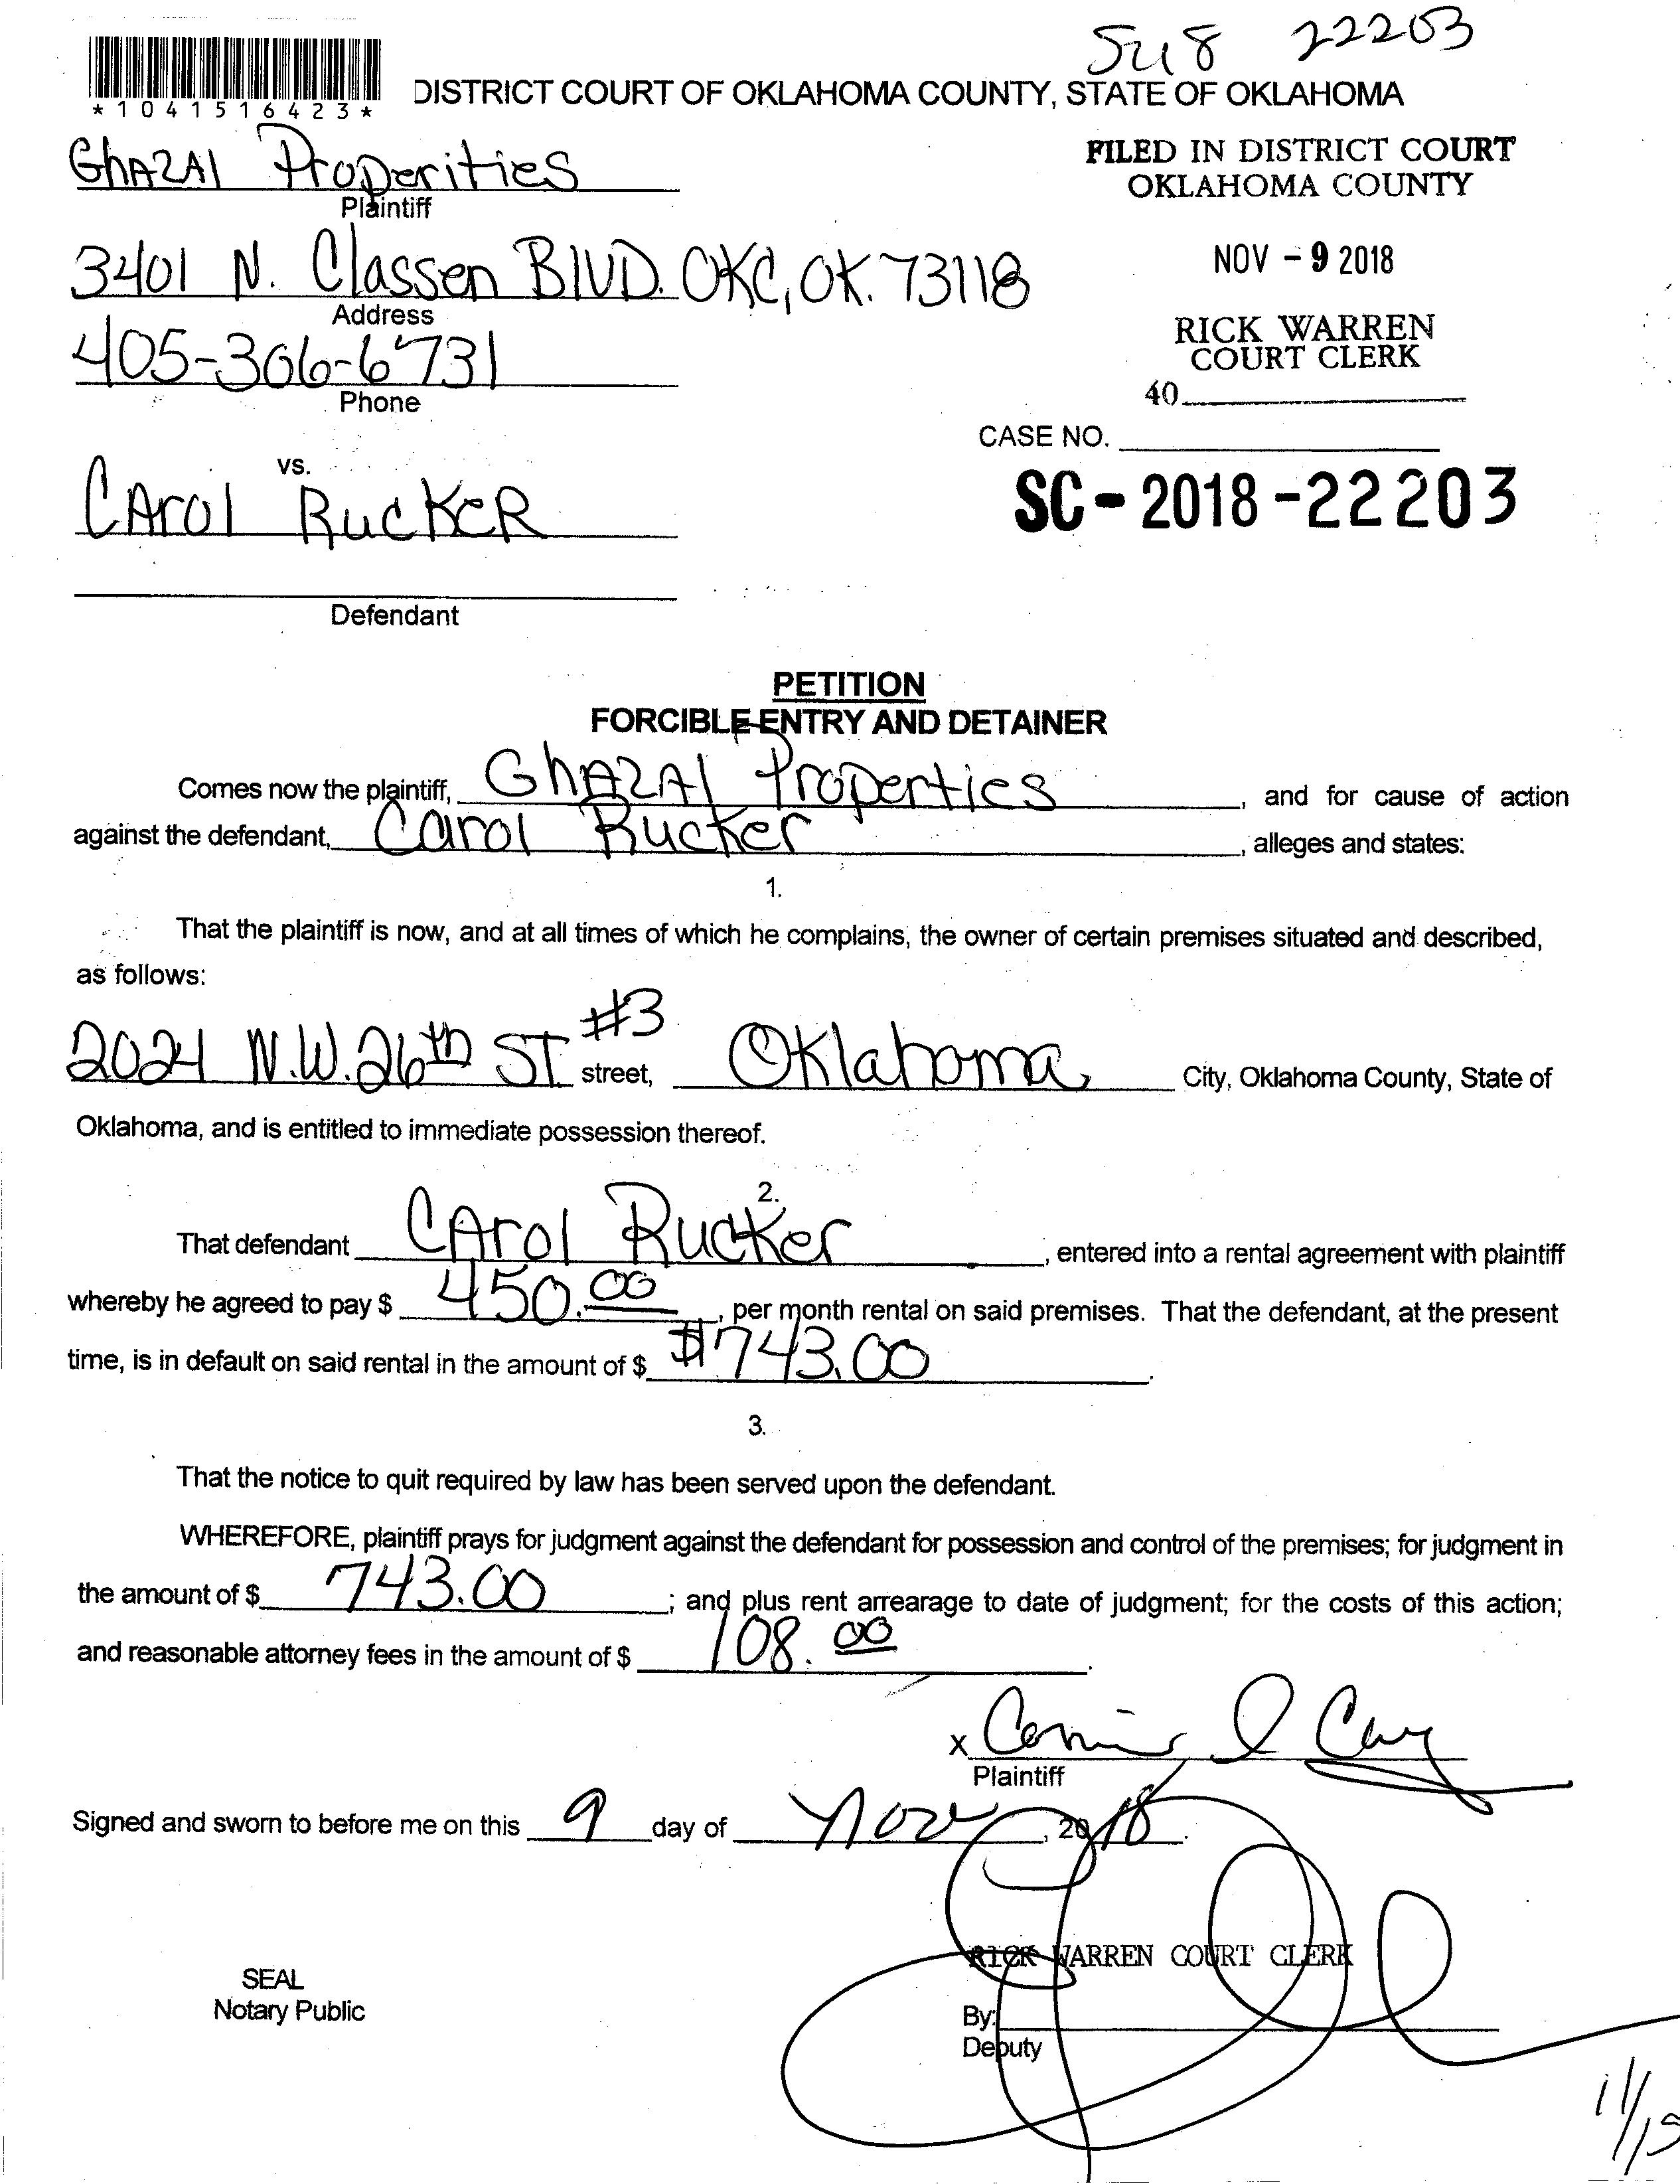 SC18 22203
*1041516423*
DISTRICT COURT OF OKLAHOMA COUNTY, STATE OF OKLAHOMA
GhAZAl Properities
Plaintiff
FILED IN DISTRICT COURT
OKLAHOMA COUNTY
3401 N. Classen BlVD. OKC, OK. 73118
Address
NOV - 9 2018
405-306-6731
Phone
RICK WARREN
COURT CLERK
40
CASE NO.
vs.
CArol RucKeR
SC - 2018 - 22203
Defendant
PETITION
FORCIBLE ENTRY AND DETAINER
Comes now the plaintiff, GhAZAl Properties, and for cause of action
against the defendant, Carol Rucker, alleges and states:
1.
That the plaintiff is now, and at all times of which he complains, the owner of certain premises situated and described,
as follows:
2021 N.W. 26th ST. #3 street, Oklahoma City, Oklahoma County, State of
Oklahoma, and is entitled to immediate possession thereof.
2.
That defendant CArol Rucker, entered into a rental agreement with plaintiff
whereby he agreed to pay $ 450.00, per month rental on said premises. That the defendant, at the present
time, is in default on said rental in the amount of $ $743.00.
3.
That the notice to quit required by law has been served upon the defendant.
WHEREFORE, plaintiff prays for judgment against the defendant for possession and control of the premises; for judgment in
the amount of $ 743.00; and plus rent arrearage to date of judgment; for the costs of this action;
and reasonable attorney fees in the amount of $ 108.00.
x
Plaintiff
Signed and sworn to before me on this 9 day of Nov, 2018.
RICK WARREN COURT CLERK
SEAL
Notary Public
By:
Deputy
11/15